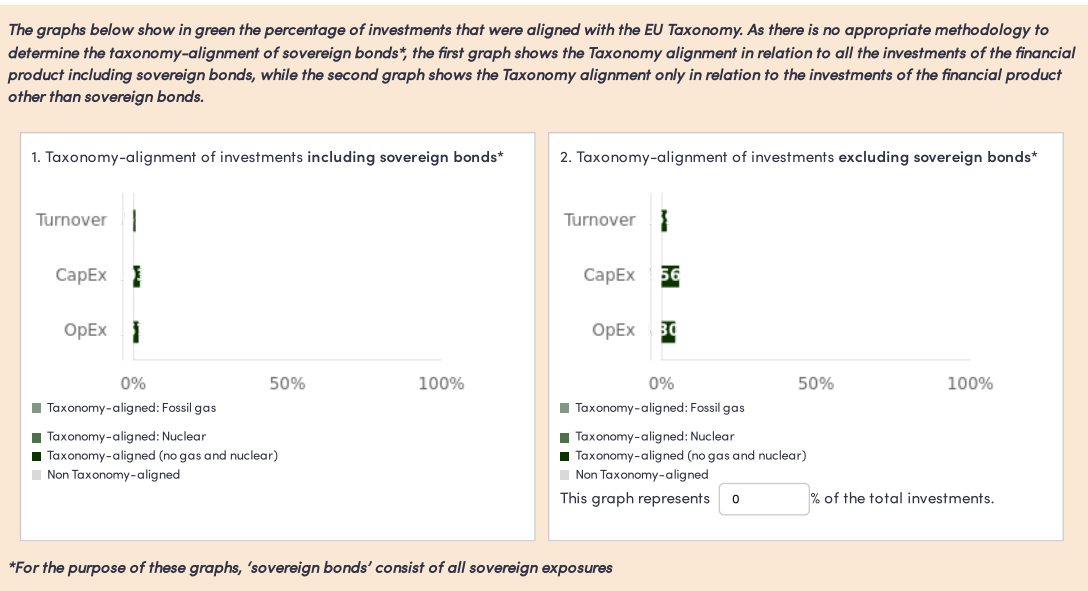 The graphs below show in green the percentage of investments that were aligned with the EU Taxonomy. As there is no appropriate methodology to
determine the taxonomy-alignment of sovereign bonds*, the first graph shows the Taxonomy alignment in relation to all the investments of the financial
product including sovereign bonds, while the second graph shows the Taxonomy alignment only in relation to the investments of the financial product
other than sovereign bonds.
1. Taxonomy-alignment of investments including sovereign bonds*
Turnover
CapEx
OpEx
0% 50% 100%
Taxonomy-aligned: Fossil gas
Taxonomy-aligned: Nuclear
Taxonomy-aligned (no gas and nuclear)
Non Taxonomy-aligned
2. Taxonomy-alignment of investments excluding sovereign bonds*
Turnover
CapEx
56
OpEx
0% 50% 100%
Taxonomy-aligned: Fossil gas
Taxonomy-aligned: Nuclear
Taxonomy-aligned (no gas and nuclear)
Non Taxonomy-aligned
This graph represents 0 % of the total investments.
*For the purpose of these graphs, ‘sovereign bonds’ consist of all sovereign exposures